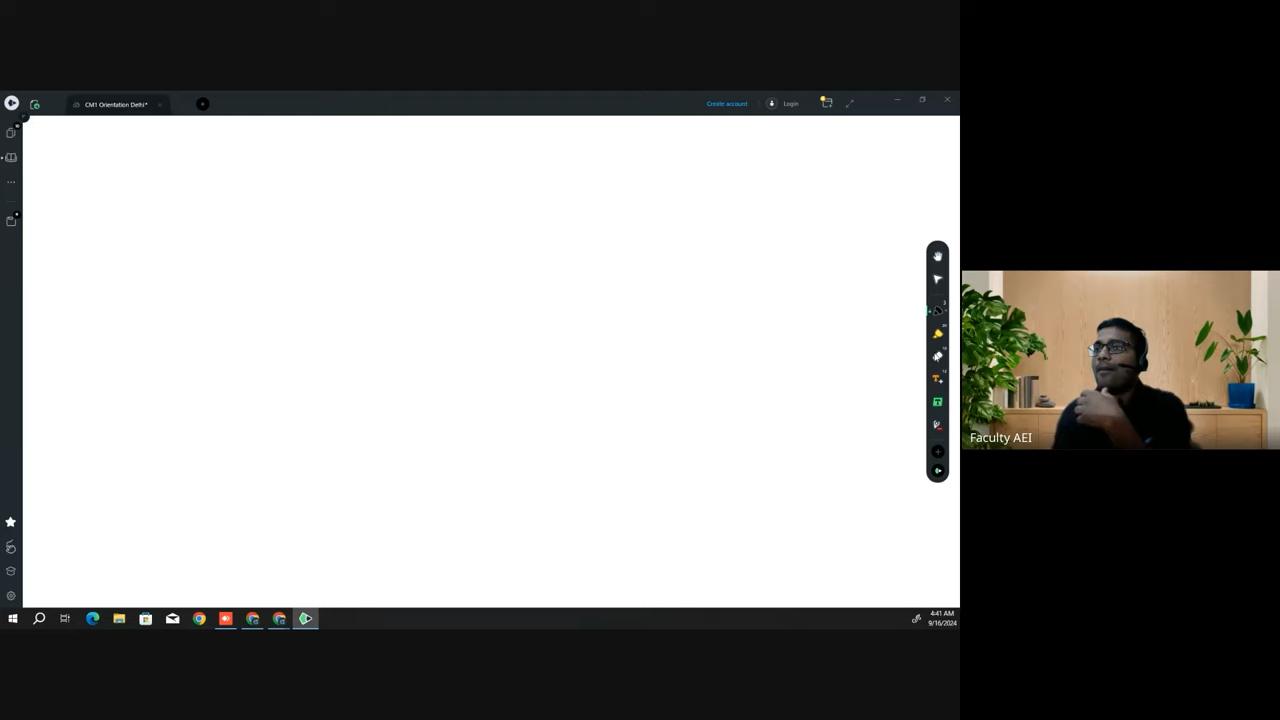 CM1 Orientation Delhi*
Create account
Login
Faculty AEI
4:41 AM
9/16/2024